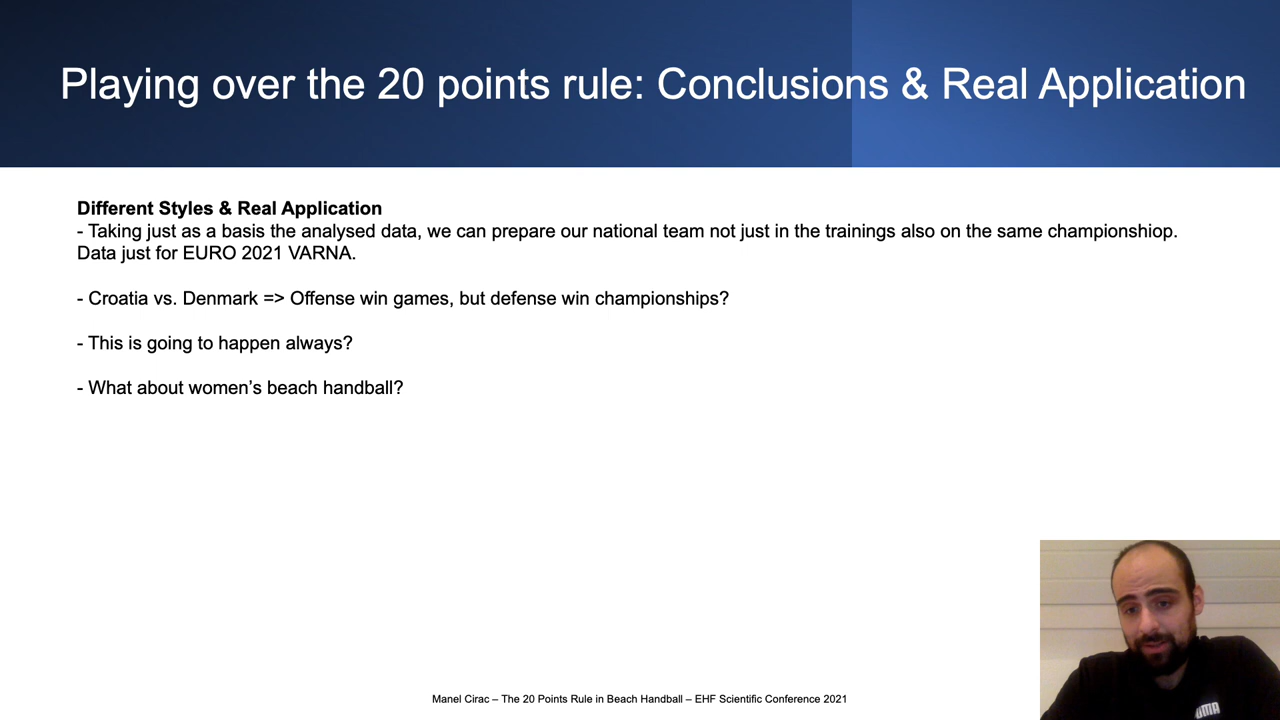 Playing over the 20 points rule: Conclusions & Real Application
Different Styles & Real Application
- Taking just as a basis the analysed data, we can prepare our national team not just in the trainings also on the same championshiop.
Data just for EURO 2021 VARNA.
- Croatia vs. Denmark => Offense win games, but defense win championships?
- This is going to happen always?
- What about women’s beach handball?
Manel Cirac – The 20 Points Rule in Beach Handball – EHF Scientific Conference 2021